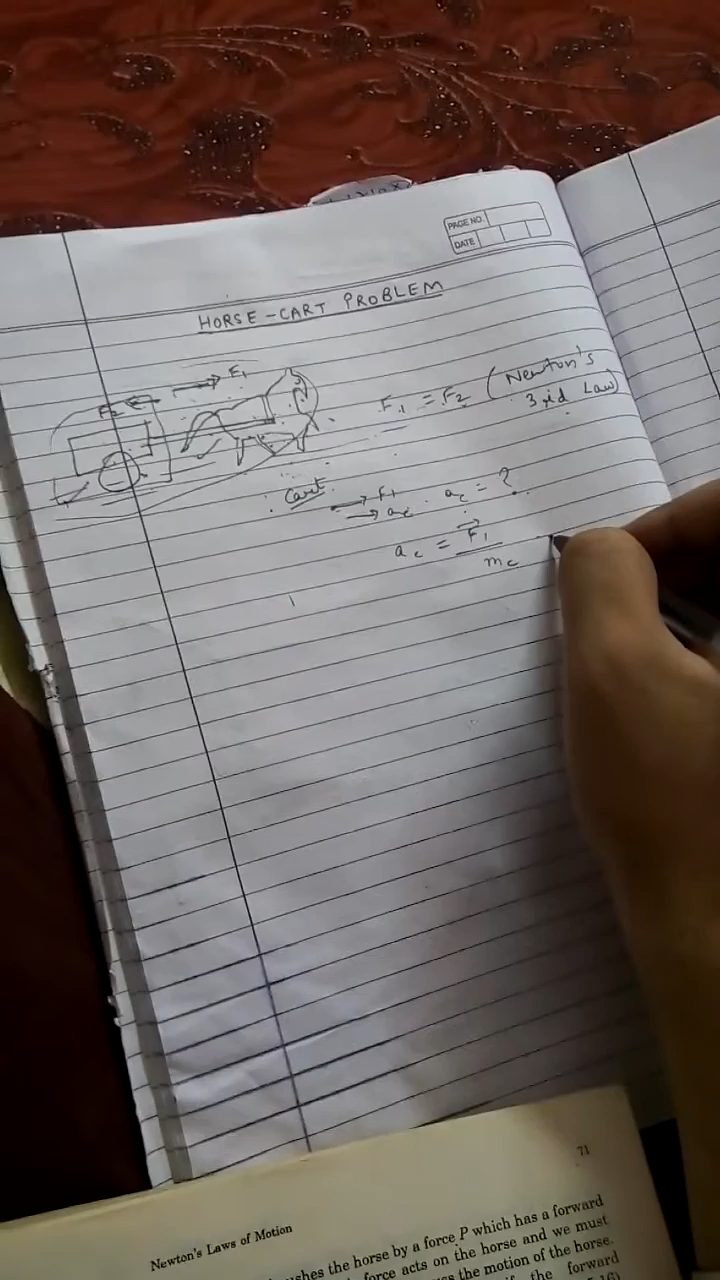 PAGE NO.
DATE
HORSE-CART PROBLEM
F1
F2
F1 = F2 (Newton's
3rd Law)
Cart
F1
ac
ac = ?
ac = F1
mc
71
Newton's Laws of Motion
ushes the horse by a force P which has a forward
force acts on the horse and we must
the motion of the horse.
if the forward